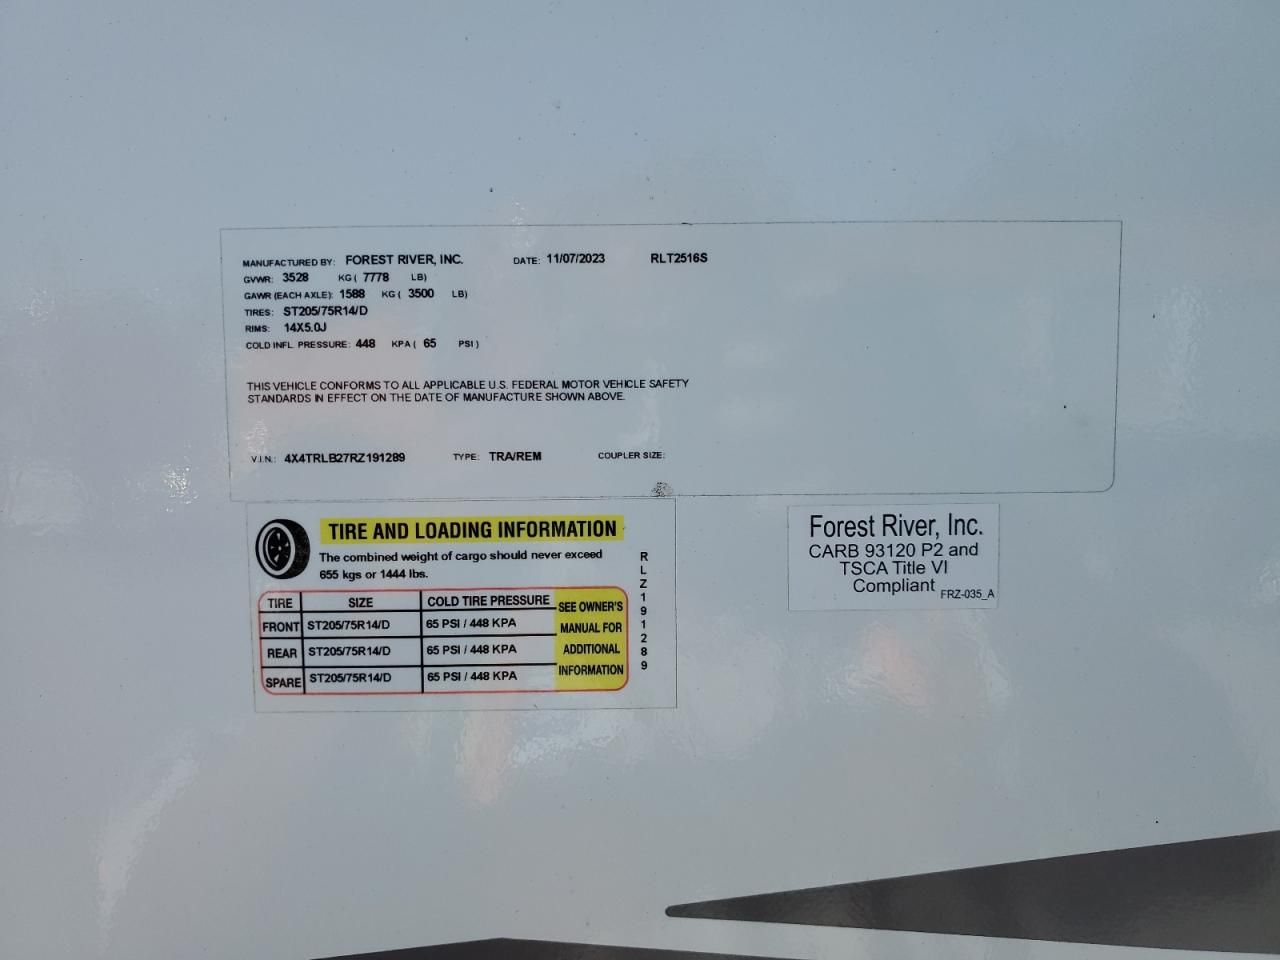 MANUFACTURED BY: FOREST RIVER, INC. DATE: 11/07/2023 RLT2516S
GVWR: 3528 KG ( 7778 LB)
GAWR (EACH AXLE): 1588 KG ( 3500 LB)
TIRES: ST205/75R14/D
RIMS: 14X5.0J
COLD INFL. PRESSURE: 448 KPA ( 65 PSI )
THIS VEHICLE CONFORMS TO ALL APPLICABLE U.S. FEDERAL MOTOR VEHICLE SAFETY
STANDARDS IN EFFECT ON THE DATE OF MANUFACTURE SHOWN ABOVE.
V.I.N.: 4X4TRLB27RZ191289 TYPE: TRA/REM COUPLER SIZE:
TIRE AND LOADING INFORMATION
The combined weight of cargo should never exceed
655 kgs or 1444 lbs.
TIRE SIZE COLD TIRE PRESSURE
FRONT ST205/75R14/D 65 PSI / 448 KPA
REAR ST205/75R14/D 65 PSI / 448 KPA
SPARE ST205/75R14/D 65 PSI / 448 KPA
SEE OWNER'S
MANUAL FOR
ADDITIONAL
INFORMATION
RLZ191289
Forest River, Inc.
CARB 93120 P2 and
TSCA Title VI
Compliant
FRZ-035_A